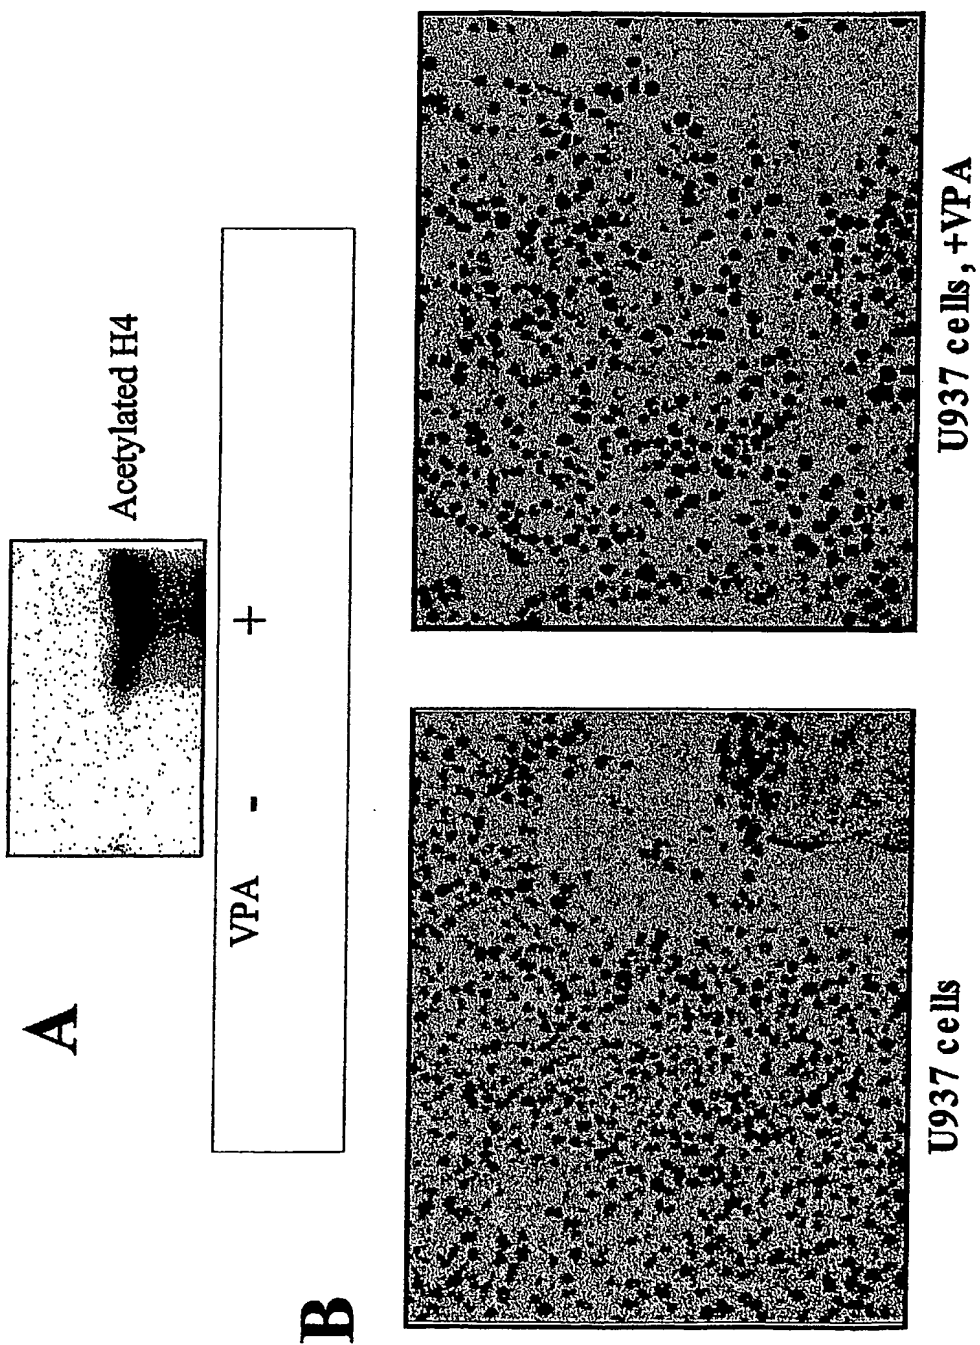 A
Acetylated H4
VPA - +
B
U937 cells
U937 cells, +VPA